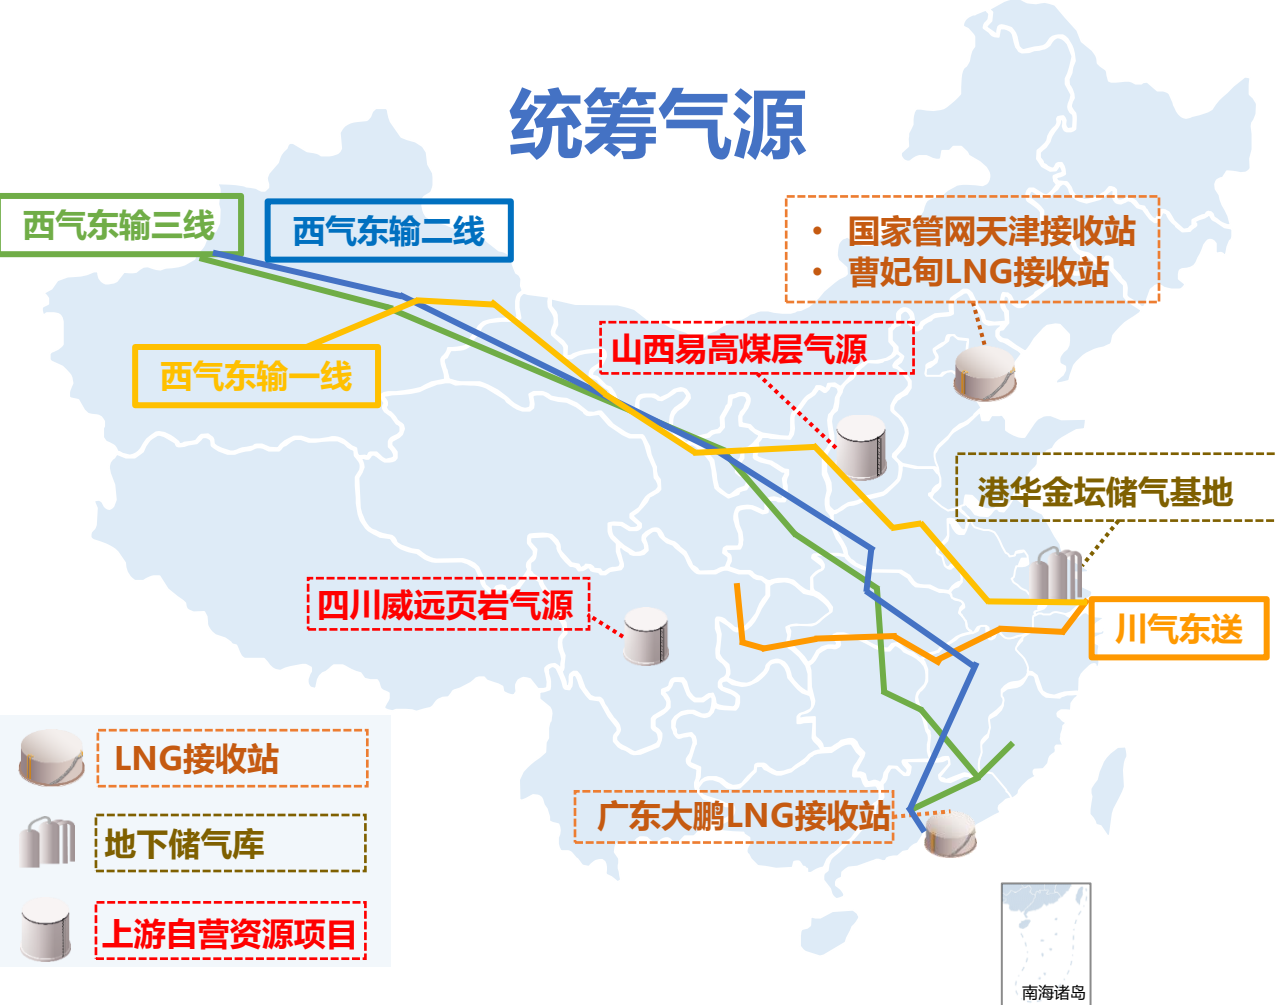 统筹气源
西气东输三线
西气东输二线
• 国家管网天津接收站
• 曹妃甸LNG接收站
山西易高煤层气源
西气东输一线
港华金坛储气基地
四川威远页岩气源
川气东送
LNG接收站
广东大鹏LNG接收站
地下储气库
上游自营资源项目
南海诸岛